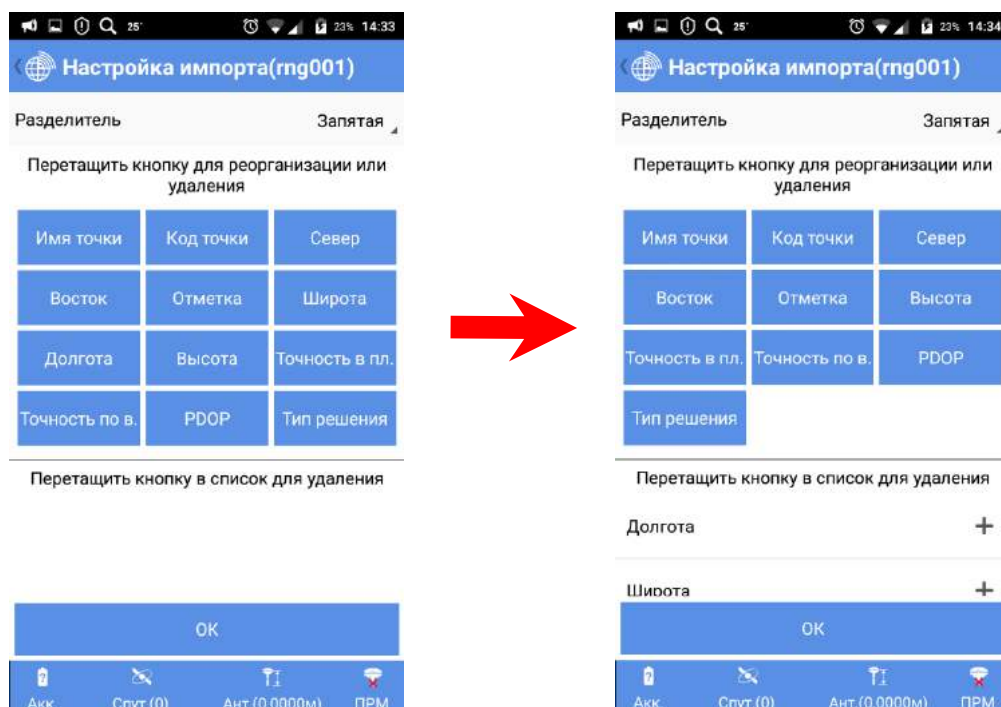 25° 23% 14:33
Настройка импорта(rng001)
Разделитель Запятая
Перетащить кнопку для реорганизации или
удаления
Имя точки Код точки Север
Восток Отметка Широта
Долгота Высота Точность в пл.
Точность по в. PDOP Тип решения
Перетащить кнопку в список для удаления
OK
Акк. Спут (0) Ант (0.0000м) ПРМ
25° 23% 14:34
Настройка импорта(rng001)
Разделитель Запятая
Перетащить кнопку для реорганизации или
удаления
Имя точки Код точки Север
Восток Отметка Высота
Точность в пл. Точность по в. PDOP
Тип решения
Перетащить кнопку в список для удаления
Долгота +
Широта +
OK
Акк. Спут (0) Ант (0.0000м) ПРМ